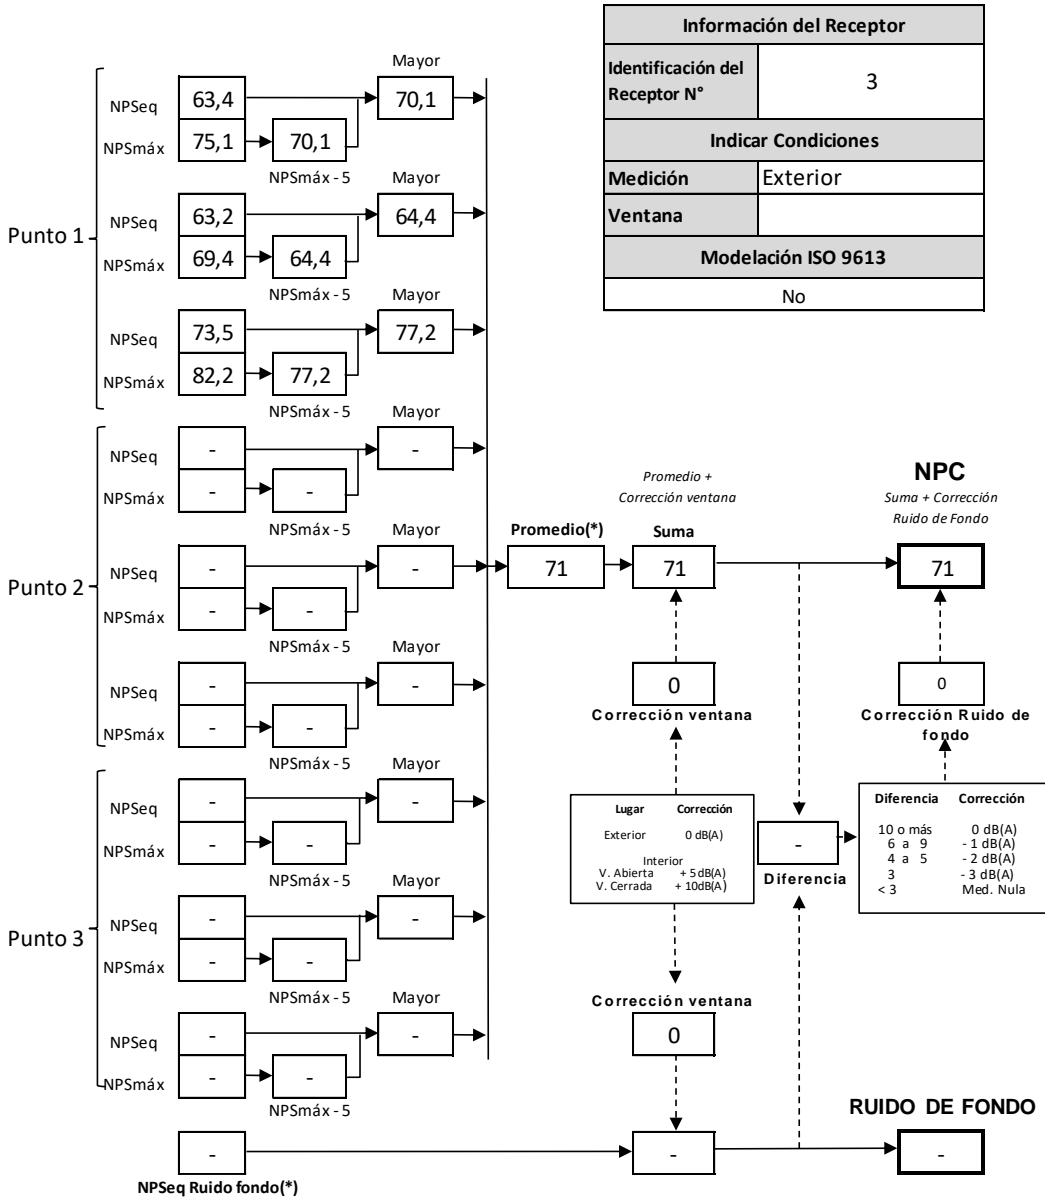 Información del Receptor
Identificación del
Receptor N°
3
Indicar Condiciones
Medición
Exterior
Ventana
Modelación ISO 9613
No
Punto 1
Mayor
NPSeq
63,4
70,1
NPSmáx
75,1
70,1
NPSmáx - 5
Mayor
NPSeq
63,2
64,4
NPSmáx
69,4
64,4
NPSmáx - 5
Mayor
NPSeq
73,5
77,2
NPSmáx
82,2
77,2
NPSmáx - 5
Punto 2
Mayor
NPSeq
-
-
NPSmáx
-
-
NPSmáx - 5
Mayor
NPSeq
-
-
NPSmáx
-
-
NPSmáx - 5
Mayor
NPSeq
-
-
NPSmáx
-
-
NPSmáx - 5
Punto 3
Mayor
NPSeq
-
-
NPSmáx
-
-
NPSmáx - 5
Mayor
NPSeq
-
-
NPSmáx
-
-
NPSmáx - 5
Mayor
NPSeq
-
-
NPSmáx
-
-
NPSmáx - 5
Promedio(*)
71
Promedio +
Corrección ventana
Suma
71
NPC
Suma + Corrección
Ruido de Fondo
71
0
Corrección ventana
0
Corrección Ruido de
fondo
Lugar Corrección
Exterior 0 dB(A)
Interior
V. Abierta + 5dB(A)
V. Cerrada + 10dB(A)
-
Diferencia
Diferencia Corrección
10 o más 0 dB(A)
6 a 9 - 1 dB(A)
4 a 5 - 2 dB(A)
3 - 3 dB(A)
< 3 Med. Nula
Corrección ventana
0
RUIDO DE FONDO
-
-
-
NPSeq Ruido fondo(*)